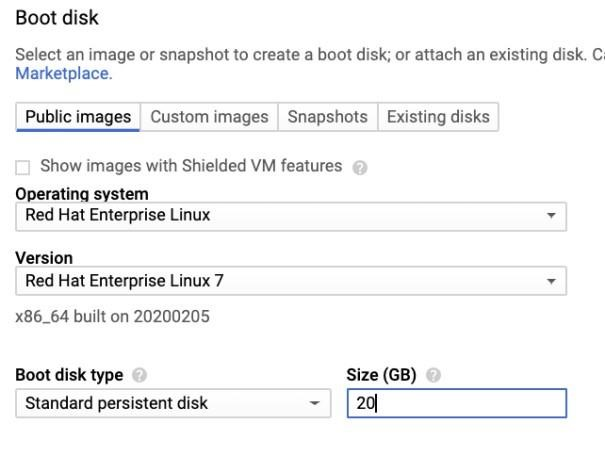 Boot disk
Select an image or snapshot to create a boot disk; or attach an existing disk.
Marketplace.
Public images Custom images Snapshots Existing disks
Show images with Shielded VM features ?
Operating system
Red Hat Enterprise Linux
Version
Red Hat Enterprise Linux 7
x86_64 built on 20200205
Boot disk type ? Size (GB) ?
Standard persistent disk 20